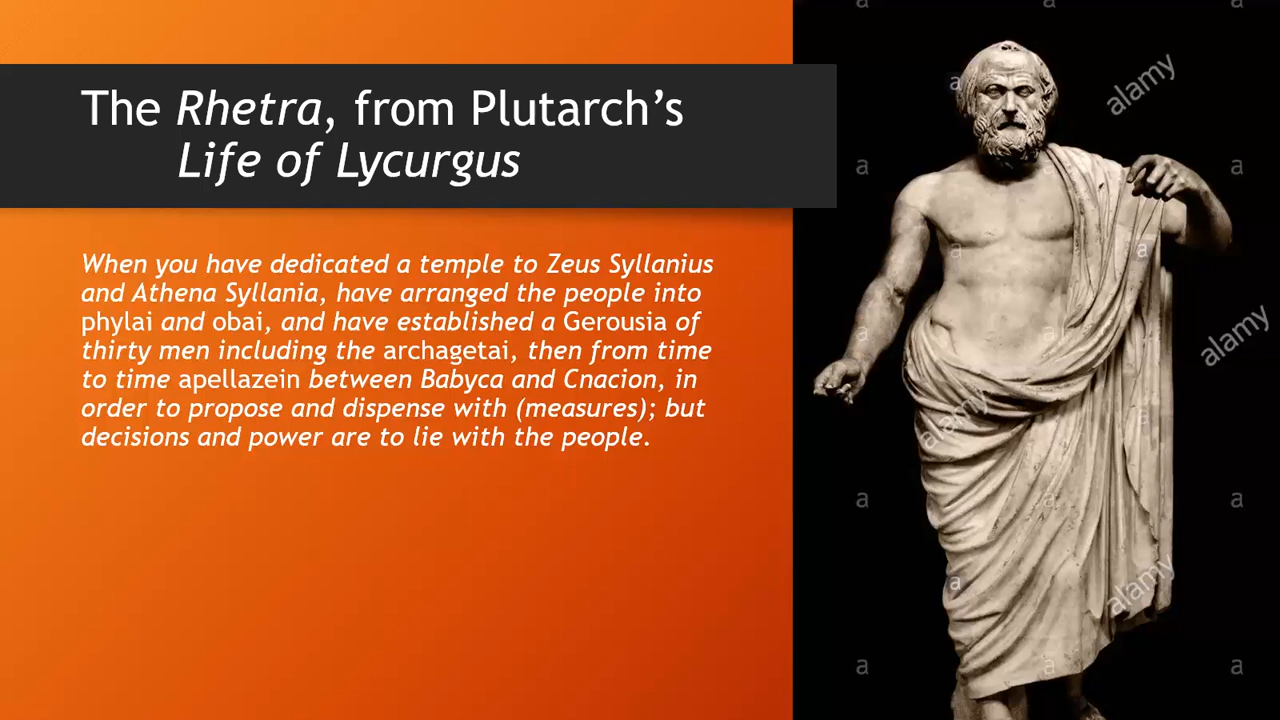 The Rhetra, from Plutarch’s
Life of Lycurgus
When you have dedicated a temple to Zeus Syllanius
and Athena Syllania, have arranged the people into
phylai and obai, and have established a Gerousia of
thirty men including the archagetai, then from time
to time apellazein between Babyca and Cnacion, in
order to propose and dispense with (measures); but
decisions and power are to lie with the people.
a a a
alamy
a
a a
a a
alamy
a a
alamy
a
a a a
alamy
a
a a a